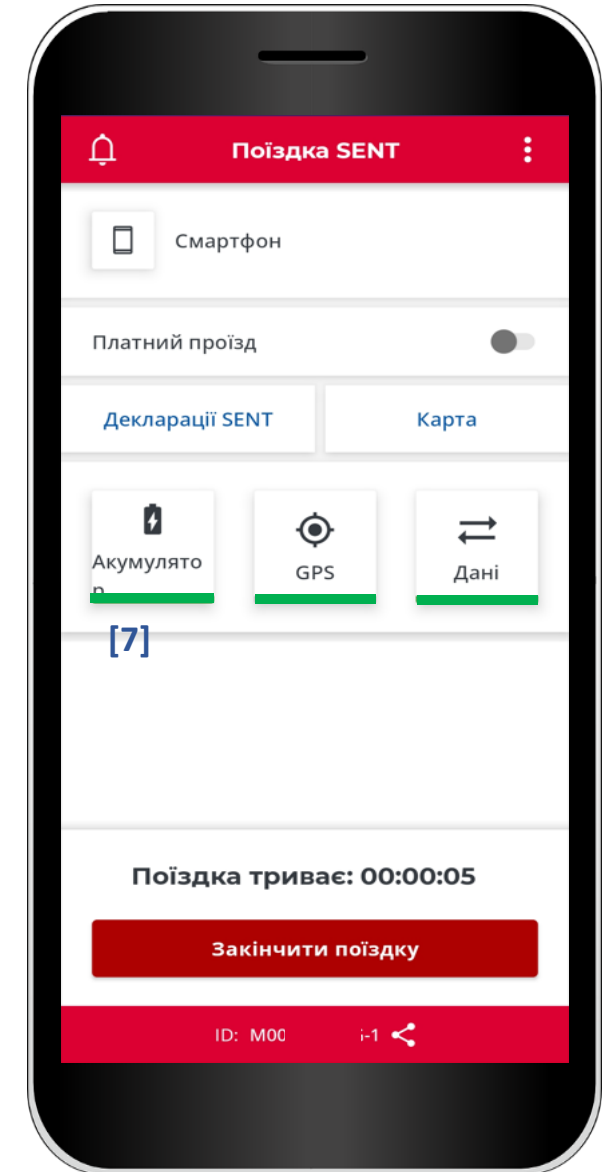 Поїздка SENT
Смартфон
Платний проїзд
Декларації SENT
Карта
Акумулято
р
GPS
Дані
[7]
Поїздка триває: 00:00:05
Закінчити поїздку
ID: M00 i-1